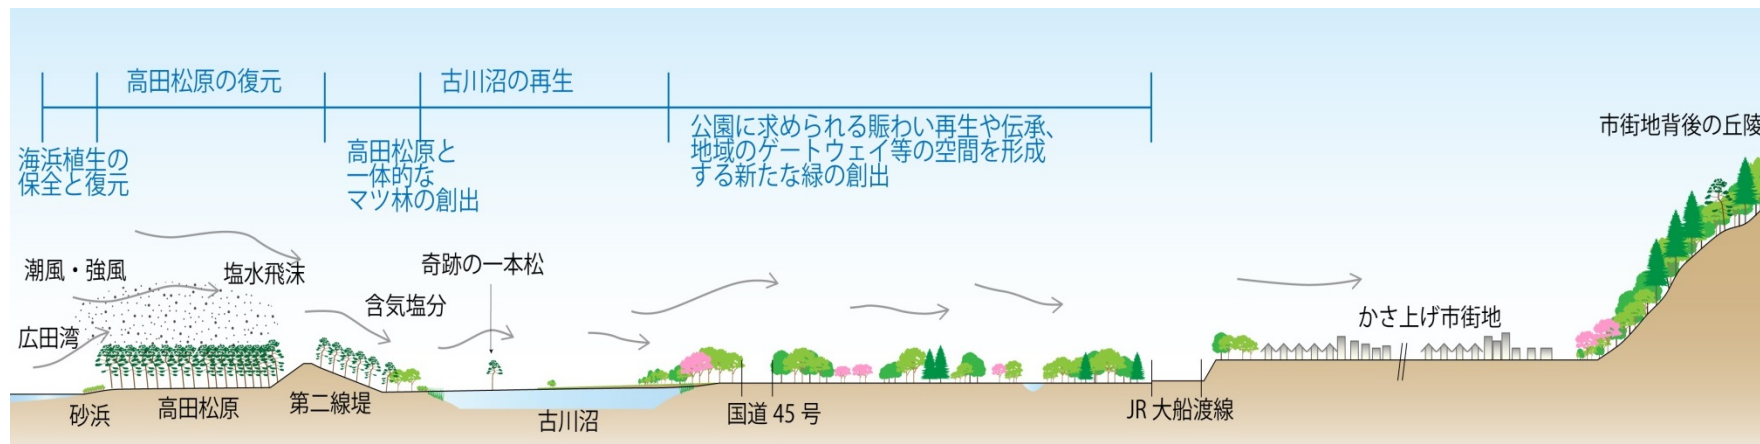 高田松原の復元
古川沼の再生
海浜植生の
保全と復元
高田松原と
一体的な
マツ林の創出
公園に求められる賑わい再生や伝承、
地域のゲートウェイ等の空間を形成
する新たな緑の創出
市街地背後の丘陵
潮風・強風
塩水飛沫
奇跡の一本松
含気塩分
広田湾
かさ上げ市街地
砂浜
高田松原
第二線堤
古川沼
国道 45 号
JR 大船渡線